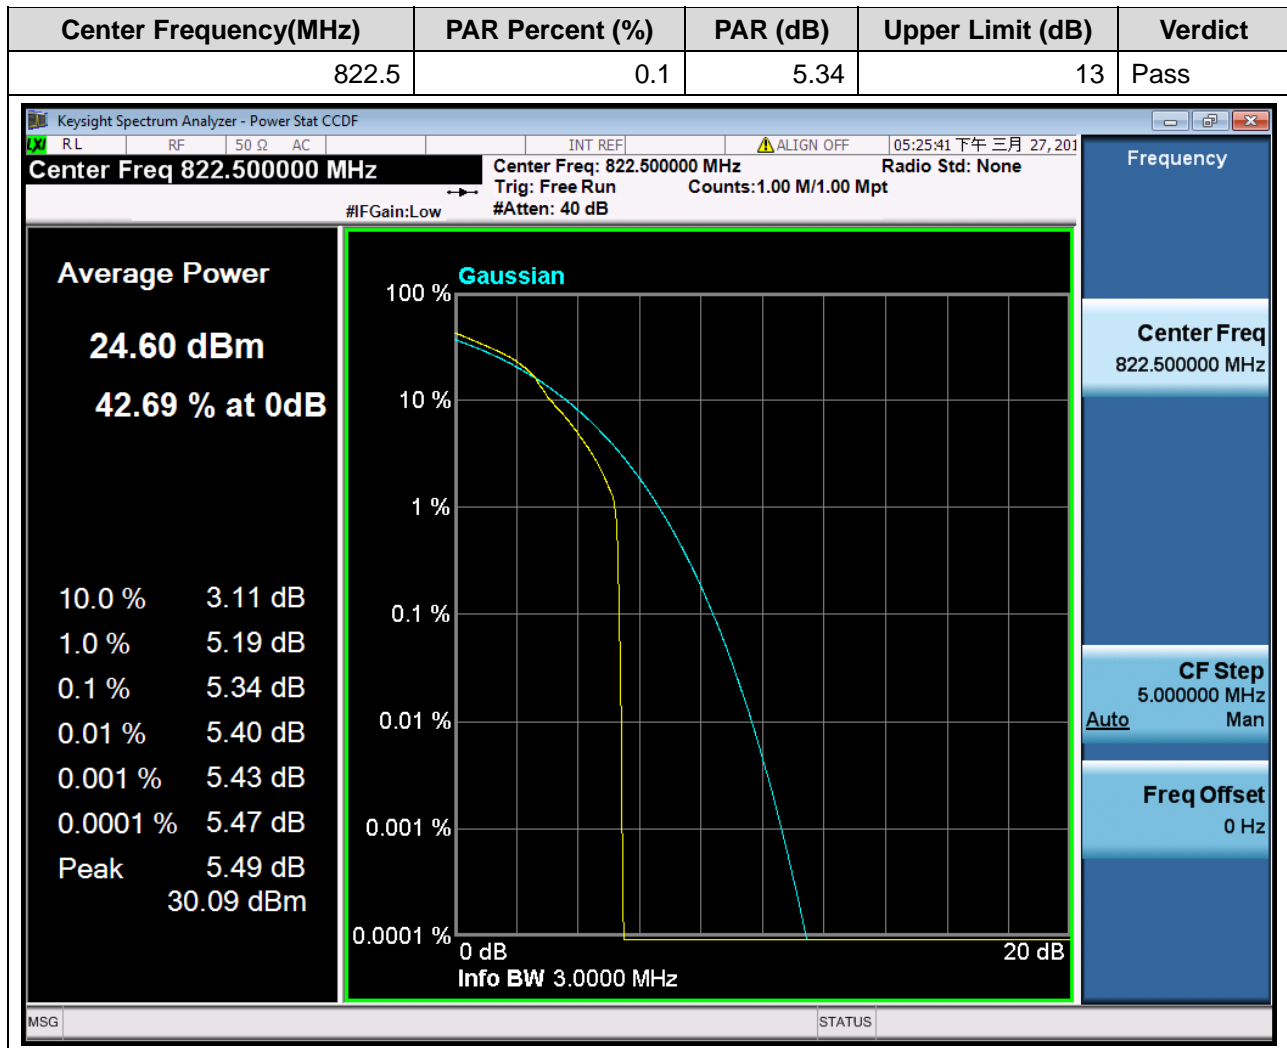 Center Frequency(MHz) PAR Percent (%) PAR (dB) Upper Limit (dB) Verdict
822.5 0.1 5.34 13 Pass
Keysight Spectrum Analyzer - Power Stat CCDF
LXI RL RF 50 Ω AC INT REF ALIGN OFF 05:25:41 下午 三月 27, 201
Center Freq 822.500000 MHz
Center Freq: 822.500000 MHz Radio Std: None
Trig: Free Run Counts:1.00 M/1.00 Mpt
#IFGain:Low #Atten: 40 dB
Average Power
24.60 dBm
42.69 % at 0dB
10.0 % 3.11 dB
1.0 % 5.19 dB
0.1 % 5.34 dB
0.01 % 5.40 dB
0.001 % 5.43 dB
0.0001 % 5.47 dB
Peak 5.49 dB
30.09 dBm
Gaussian
100 %
10 %
1 %
0.1 %
0.01 %
0.001 %
0.0001 %
0 dB 20 dB
Info BW 3.0000 MHz
Frequency
Center Freq
822.500000 MHz
CF Step
5.000000 MHz
Auto Man
Freq Offset
0 Hz
MSG STATUS